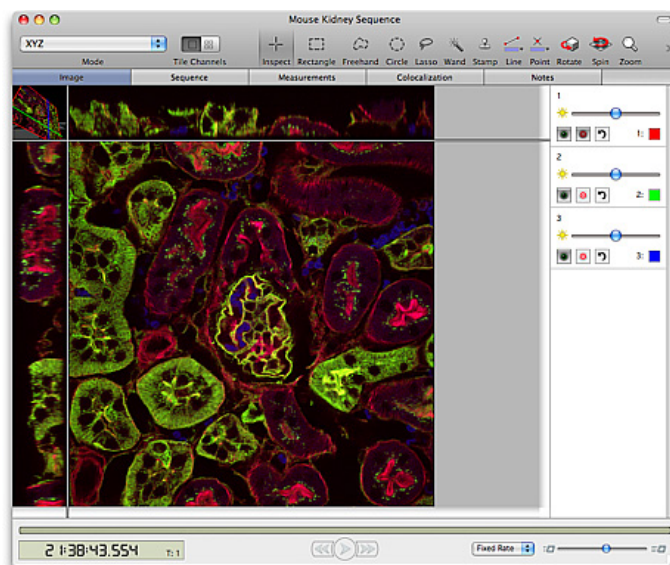 Mouse Kidney Sequence
XYZ
Mode
Tile Channels
Inspect Rectangle Freehand Circle Lasso Wand Stamp Line Point Rotate Spin Zoom
Image Sequence Measurements Colocalization Notes
1
1:
2
2:
3
3:
21:38:43.554 T: 1
Fixed Rate